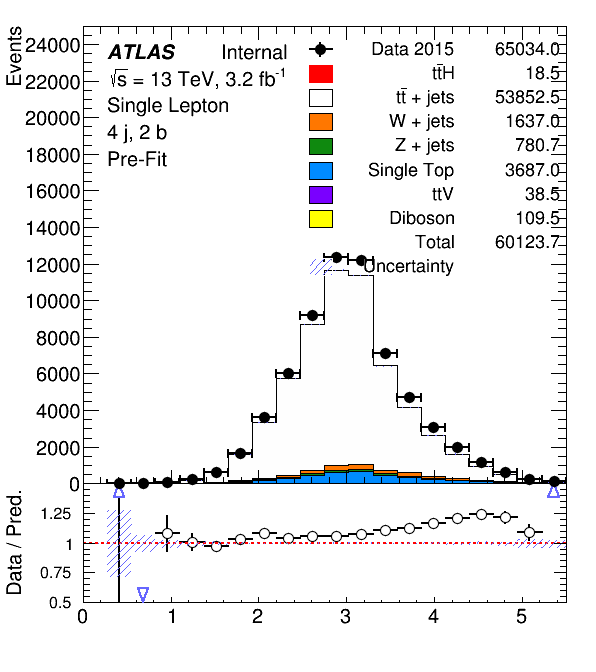 Events
24000
22000
20000
18000
16000
14000
12000
10000
8000
6000
4000
2000
0
ATLAS Internal
√s = 13 TeV, 3.2 fb⁻¹
Single Lepton
4 j, 2 b
Pre-Fit
Data 2015 65034.0
tt̄H 18.5
tt̄ + jets 53852.5
W + jets 1637.0
Z + jets 780.7
Single Top 3687.0
ttV 38.5
Diboson 109.5
Total 60123.7
Uncertainty
Data / Pred.
1.25
1
0.75
0.5
0 1 2 3 4 5